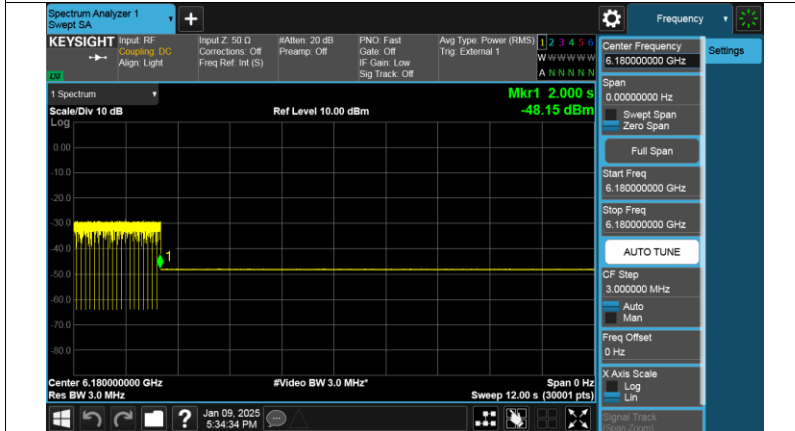 Spectrum Analyzer 1
Swept SA
Frequency
KEYSIGHT
Input: RF
Coupling: DC
Align: Light
Input Z: 50 Ω
Corrections: Off
Freq Ref: Int (S)
#Atten: 20 dB
Preamp: Off
PNO: Fast
Gate: Off
IF Gain: Low
Sig Track: Off
Avg Type: Power (RMS)
Trig: External 1
1 2 3 4 5 6
W W W W W W
A N N N N N
LXI
1 Spectrum
Mkr1 2.000 s
Scale/Div 10 dB
Ref Level 10.00 dBm
-48.15 dBm
Log
0.00
-10.0
-20.0
-30.0
-40.0
-50.0
-60.0
-70.0
-80.0
1
Center 6.180000000 GHz
#Video BW 3.0 MHz*
Span 0 Hz
Res BW 3.0 MHz
Sweep 12.00 s (30001 pts)
Jan 09, 2025
5:34:34 PM
Center Frequency
6.180000000 GHz
Settings
Span
0.00000000 Hz
Swept Span
Zero Span
Full Span
Start Freq
6.180000000 GHz
Stop Freq
6.180000000 GHz
AUTO TUNE
CF Step
3.000000 MHz
Auto
Man
Freq Offset
0 Hz
X Axis Scale
Log
Lin
Signal Track
(Span Zoom)